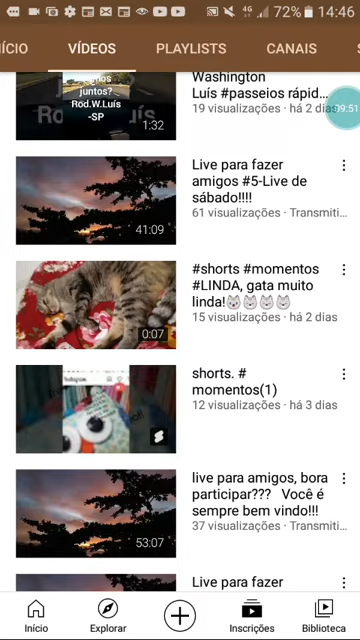 4G 72% 14:46
ÍCIO VÍDEOS PLAYLISTS CANAIS
09:51
juntos?
Rod.W.Luís
-SP
1:32
Washington
Luís #passeios rápid...
19 visualizações · há 2 dias
Live para fazer
amigos #5-Live de
sábado!!!!
61 visualizações · Transmiti...
41:09
#shorts #momentos
#LINDA, gata muito
linda!🐱🐱🐱🐱
15 visualizações · há 2 dias
0:07
shorts. #
momentos(1)
12 visualizações · há 3 dias
live para amigos, bora
participar??? Você é
sempre bem vindo!!!
37 visualizações · Transmiti...
53:07
Live para fazer
Início Explorar Inscrições Biblioteca